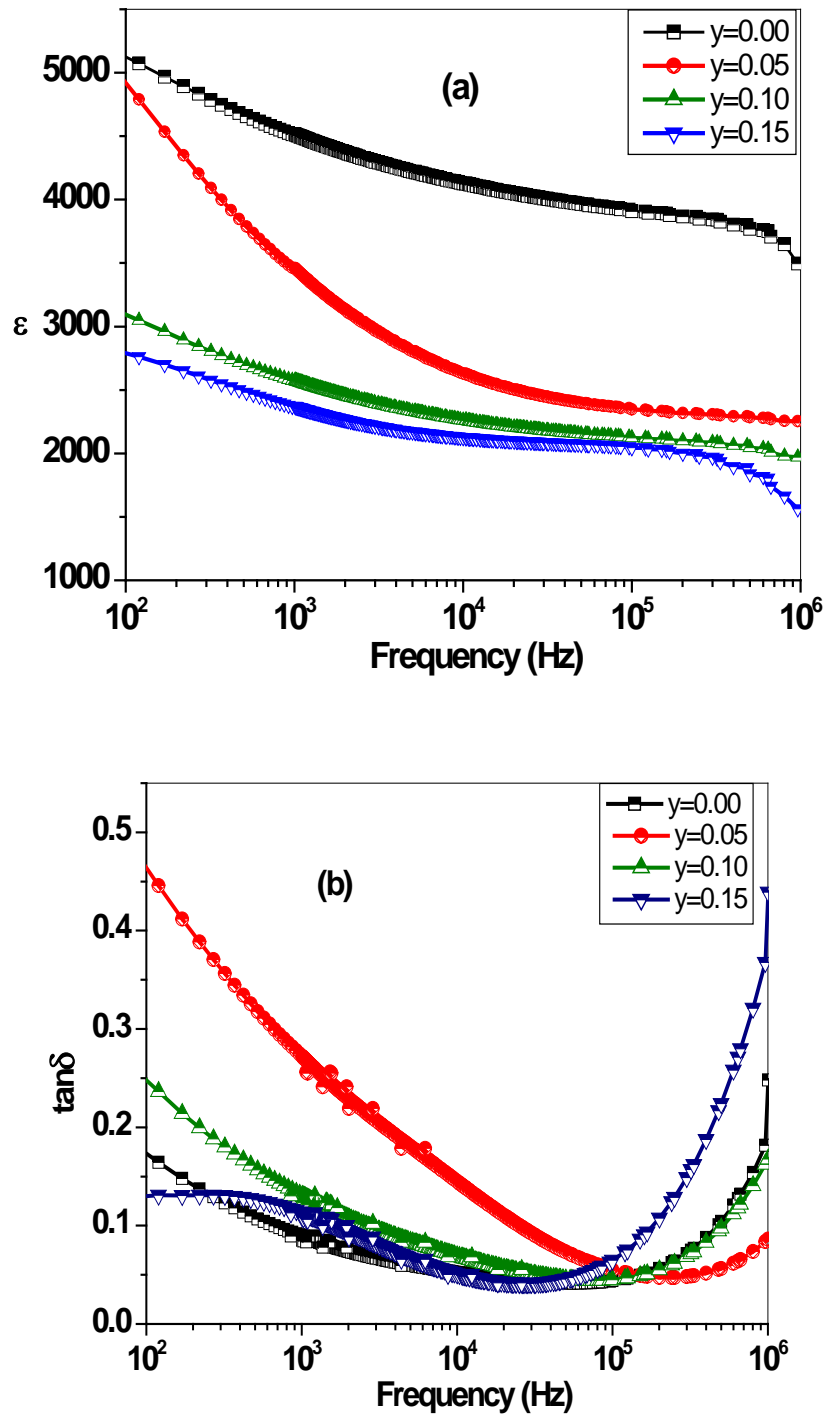 (a)
y=0.00
y=0.05
y=0.10
y=0.15
ε
5000
4000
3000
2000
1000
10²
10³
10⁴
10⁵
10⁶
Frequency (Hz)
(b)
y=0.00
y=0.05
y=0.10
y=0.15
tanδ
0.5
0.4
0.3
0.2
0.1
0.0
10²
10³
10⁴
10⁵
10⁶
Frequency (Hz)